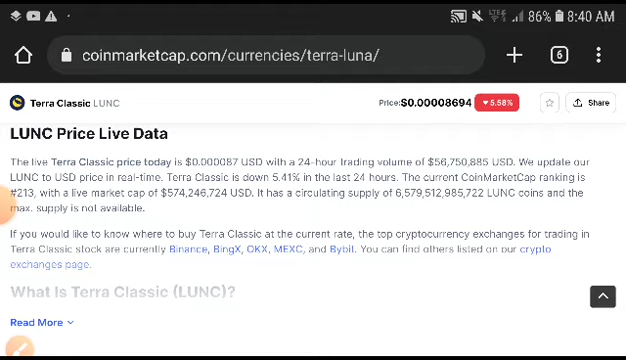 LTE 86% 8:40 AM
coinmarketcap.com/currencies/terra-luna/ 6
Terra Classic LUNC Price:$0.00008694 ▾ 5.58% Share
LUNC Price Live Data
The live Terra Classic price today is $0.000087 USD with a 24-hour trading volume of $56,750,885 USD. We update our
LUNC to USD price in real-time. Terra Classic is down 5.41% in the last 24 hours. The current CoinMarketCap ranking is
#213, with a live market cap of $574,246,724 USD. It has a circulating supply of 6,579,512,985,722 LUNC coins and the
max. supply is not available.
If you would like to know where to buy Terra Classic at the current rate, the top cryptocurrency exchanges for trading in
Terra Classic stock are currently Binance, BingX, OKX, MEXC, and Bybit. You can find others listed on our crypto
exchanges page.
What Is Terra Classic (LUNC)?
Read More